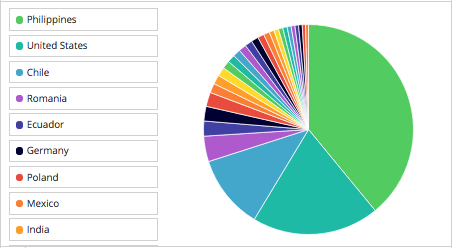 Philippines
United States
Chile
Romania
Ecuador
Germany
Poland
Mexico
India